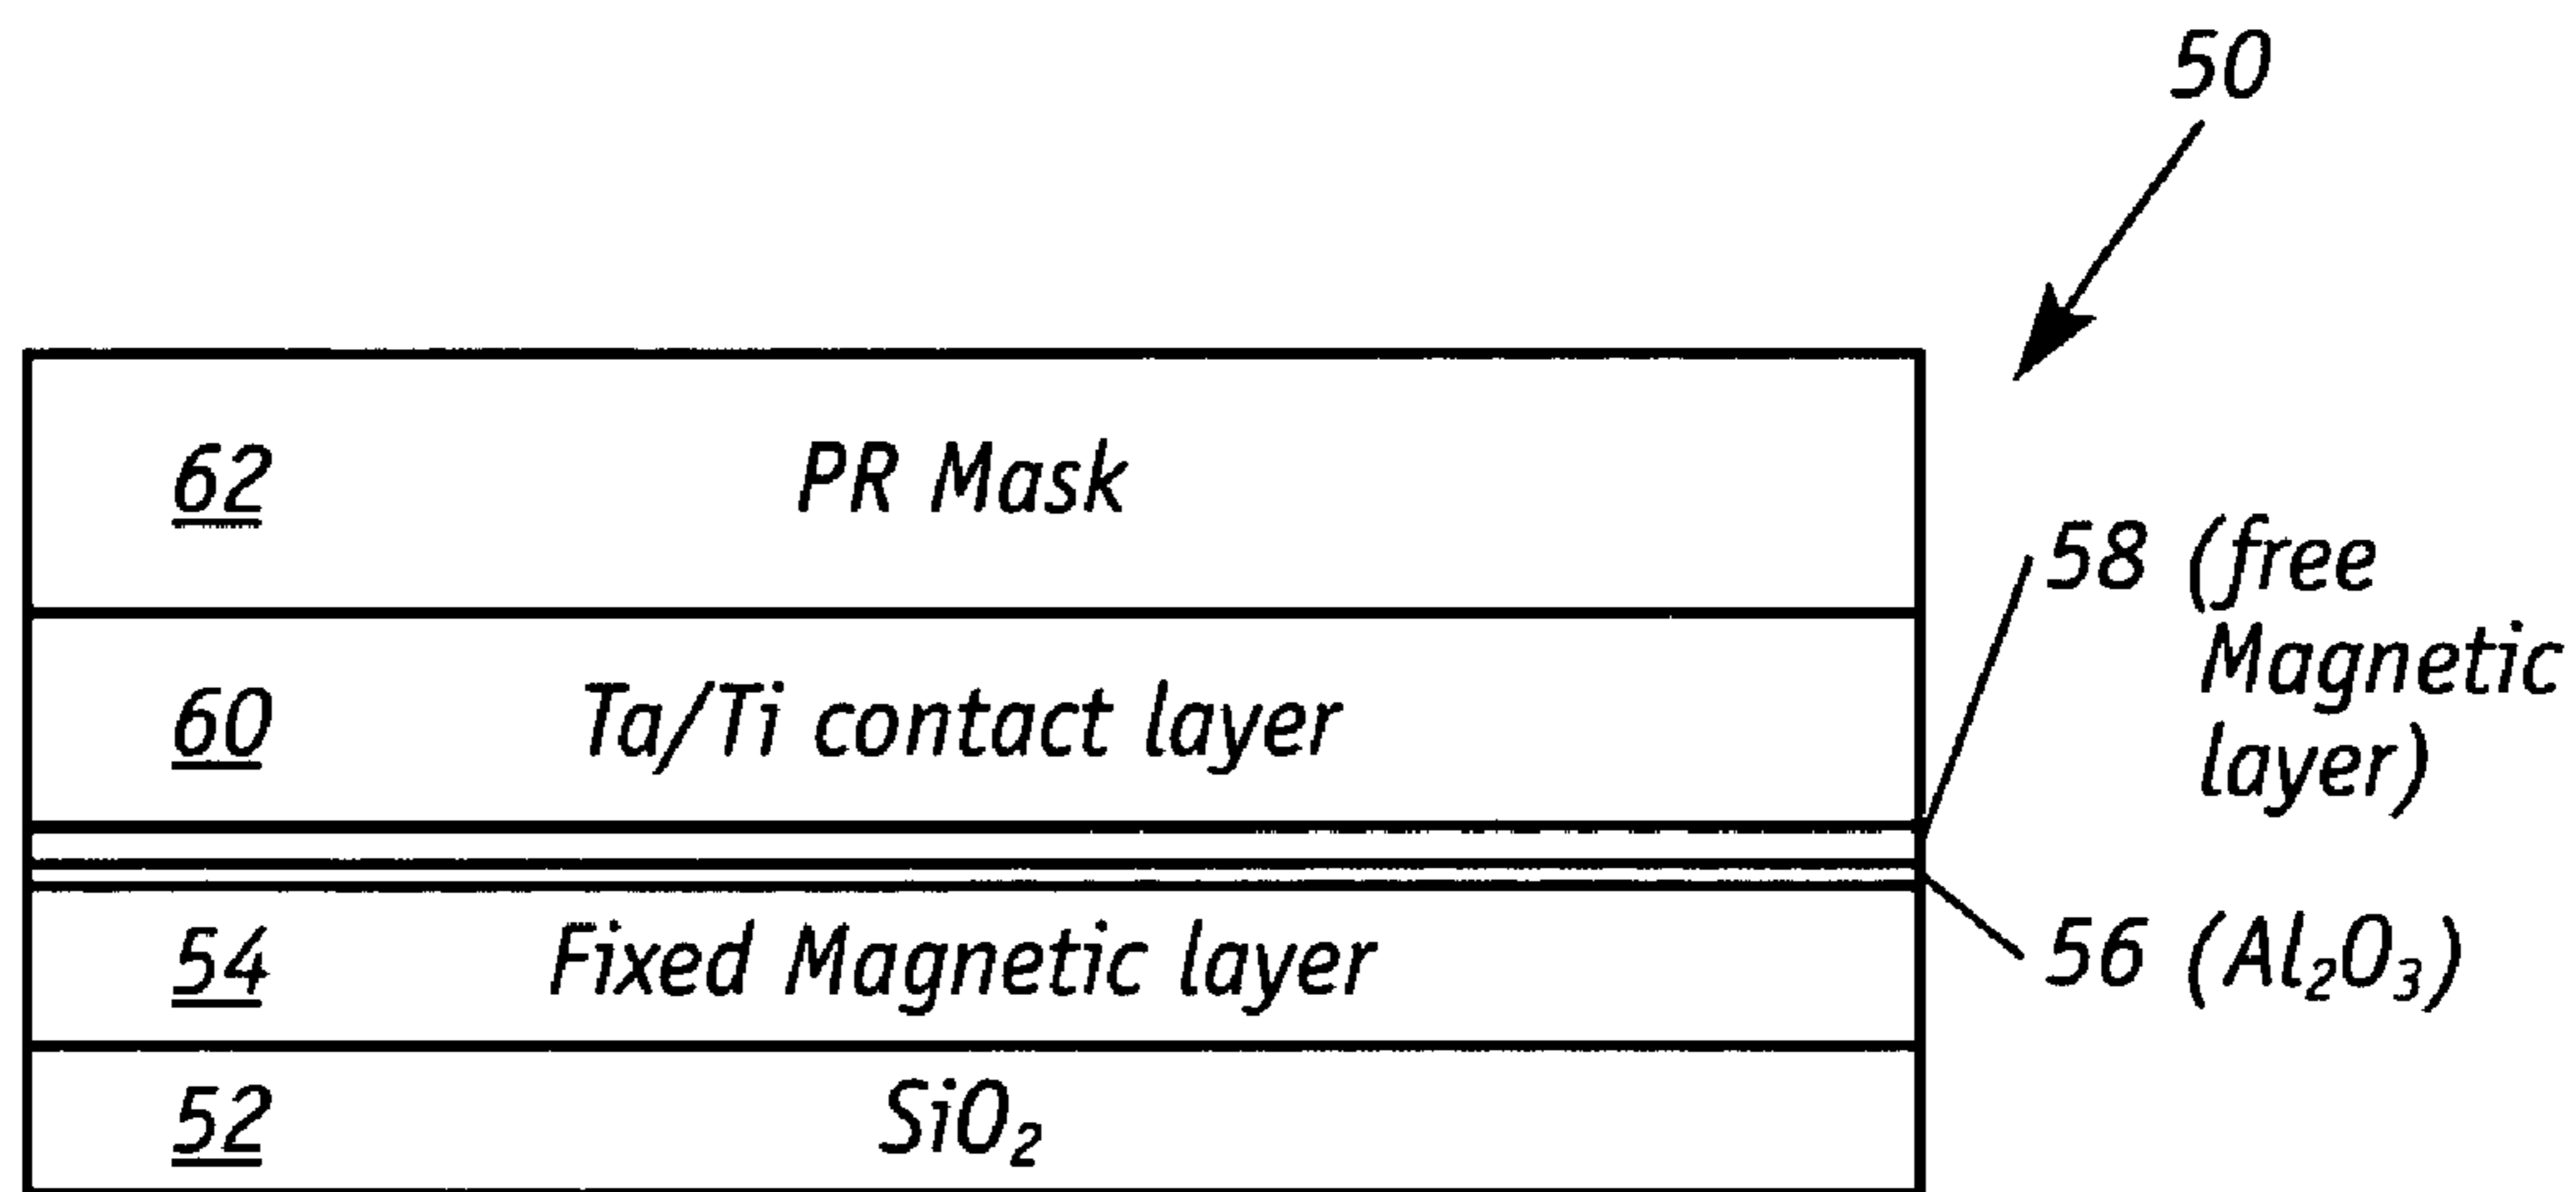 50
62 PR Mask
58 (free
Magnetic
layer)
60 Ta/Ti contact layer
54 Fixed Magnetic layer
56 (Al₂O₃)
52 SiO₂